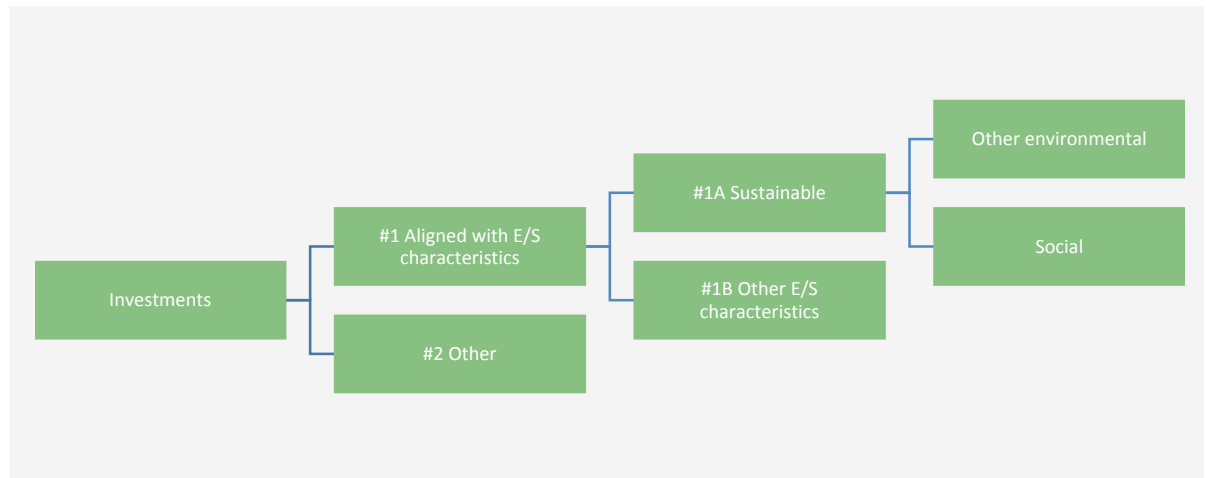 Investments
#1 Aligned with E/S
characteristics
#2 Other
#1A Sustainable
#1B Other E/S
characteristics
Other environmental
Social